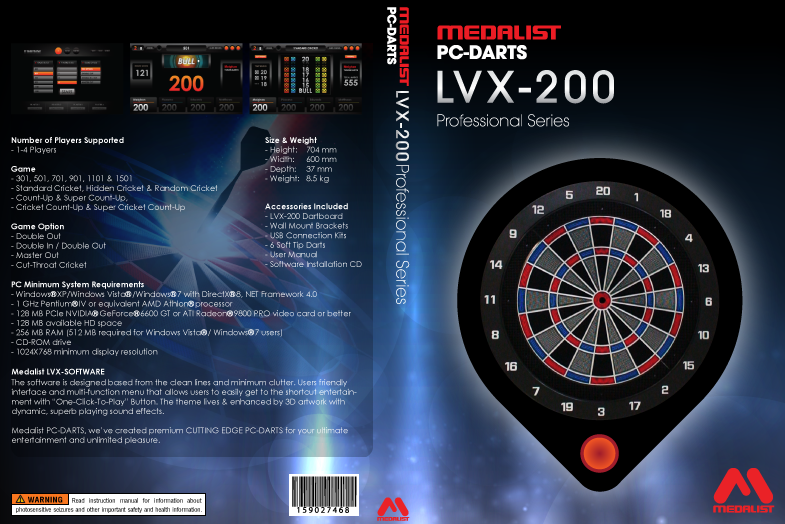 121
BULL
200
200
20
19
18
20
18
17
16
15
BULL
555
200
Number of Players Supported
- 1-4 Players
Game
- 301, 501, 701, 901, 1101 & 1501
- Standard Cricket, Hidden Cricket & Random Cricket
- Count-Up & Super Count-Up,
- Cricket Count-Up & Super Cricket Count-Up
Game Option
- Double Out
- Double In / Double Out
- Master Out
- Cut-Throat Cricket
Size & Weight
- Height: 704 mm
- Width: 600 mm
- Depth: 37 mm
- Weight: 8.5 kg
Accessories Included
- LVX-200 Dartboard
- Wall Mount Brackets
- USB Connection Kits
- 6 Soft Tip Darts
- User Manual
- Software Installation CD
PC Minimum System Requirements
- Windows®XP/Windows Vista®/Windows®7 with DirectX®8, NET Framework 4.0
- 1 GHz Pentium®IV or equivalent AMD Athlon®processor
- 128 MB PCIe NVIDIA®GeForce®6600 GT or ATI Radeon®9800 PRO video card or better
- 128 MB available HD space
- 256 MB RAM (512 MB required for Windows Vista®/ Windows®7 users)
- CD-ROM drive
- 1024X768 minimum display resolution
Medalist LVX-SOFTWARE
The software is designed based from the clean lines and minimum clutter. Users friendly
interface and multi-function menu that allows users to easily get to the shortcut entertain-
ment with "One-Click-To-Play" Button. The theme lives & enhanced by 3D artwork with
dynamic, superb playing sound effects.
Medalist PC-DARTS, we've created premium CUTTING EDGE PC-DARTS for your ultimate
entertainment and unlimited pleasure.
WARNING Read instruction manual for information about
photosensitive seizures and other important safety and health information.
159027468
MEDALIST
PC-DARTS
LVX-200 Professional Series
MEDALIST
MEDALIST
PC-DARTS
LVX-200
Professional Series
20
1
18
4
13
6
10
15
2
17
3
19
7
16
8
11
14
9
12
5
MEDALIST